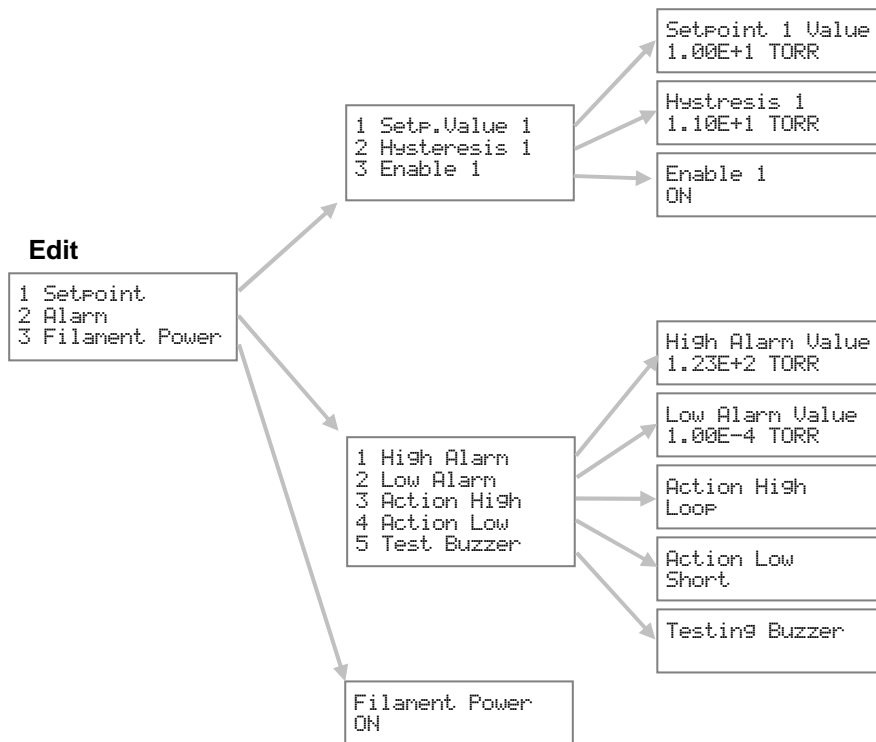 Edit
1 Setpoint
2 Alarm
3 Filament Power
1 Setp.Value 1
2 Hysteresis 1
3 Enable 1
Setpoint 1 Value
1.00E+1 TORR
Hystresis 1
1.10E+1 TORR
Enable 1
ON
1 High Alarm
2 Low Alarm
3 Action High
4 Action Low
5 Test Buzzer
High Alarm Value
1.23E+2 TORR
Low Alarm Value
1.00E-4 TORR
Action High
Loop
Action Low
Short
Testing Buzzer
Filament Power
ON